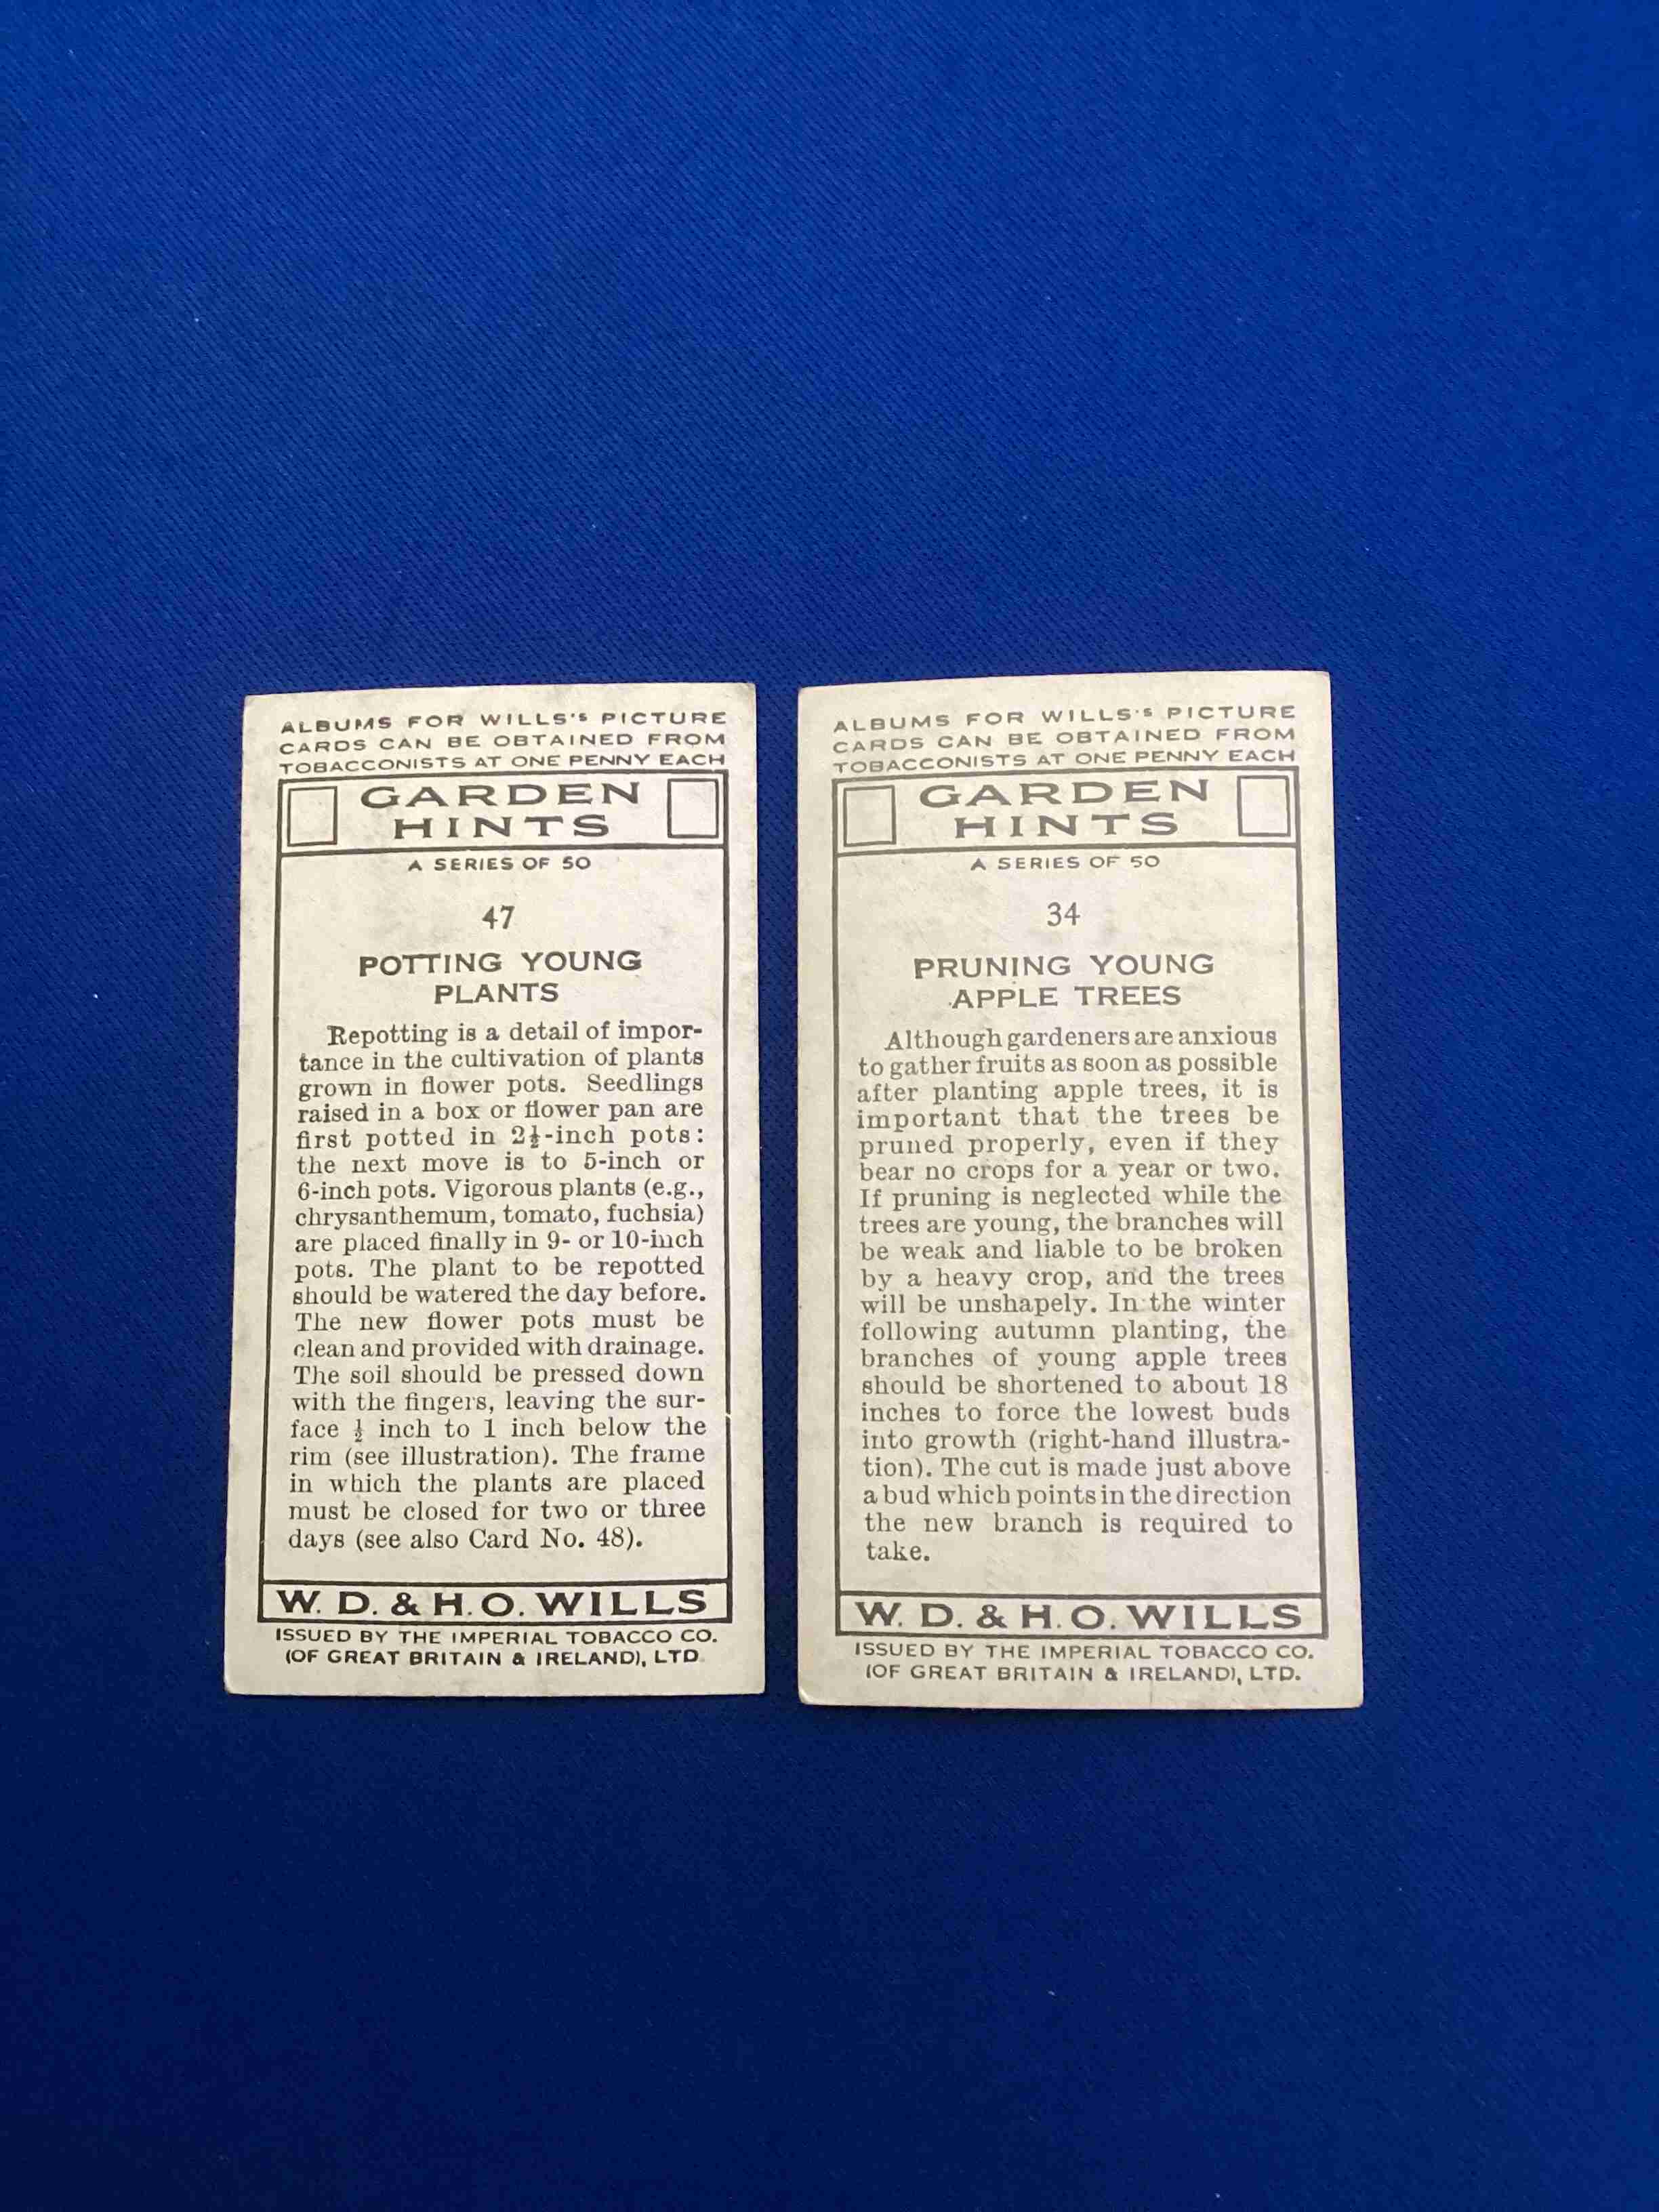 ALBUMS FOR WILLS'S PICTURE
CARDS CAN BE OBTAINED FROM
TOBACCONISTS AT ONE PENNY EACH
GARDEN
HINTS
A SERIES OF 50
47
POTTING YOUNG
PLANTS
Repotting is a detail of impor-
tance in the cultivation of plants
grown in flower pots. Seedlings
raised in a box or flower pan are
first potted in 2½-inch pots:
the next move is to 5-inch or
6-inch pots. Vigorous plants (e.g.,
chrysanthemum, tomato, fuchsia)
are placed finally in 9- or 10-inch
pots. The plant to be repotted
should be watered the day before.
The new flower pots must be
clean and provided with drainage.
The soil should be pressed down
with the fingers, leaving the sur-
face ½ inch to 1 inch below the
rim (see illustration). The frame
in which the plants are placed
must be closed for two or three
days (see also Card No. 48).
W. D. & H. O. WILLS
ISSUED BY THE IMPERIAL TOBACCO CO.
(OF GREAT BRITAIN & IRELAND), LTD.
ALBUMS FOR WILLS'S PICTURE
CARDS CAN BE OBTAINED FROM
TOBACCONISTS AT ONE PENNY EACH
GARDEN
HINTS
A SERIES OF 50
34
PRUNING YOUNG
APPLE TREES
Although gardeners are anxious
to gather fruits as soon as possible
after planting apple trees, it is
important that the trees be
pruned properly, even if they
bear no crops for a year or two.
If pruning is neglected while the
trees are young, the branches will
be weak and liable to be broken
by a heavy crop, and the trees
will be unshapely. In the winter
following autumn planting, the
branches of young apple trees
should be shortened to about 18
inches to force the lowest buds
into growth (right-hand illustra-
tion). The cut is made just above
a bud which points in the direction
the new branch is required to
take.
W. D. & H. O. WILLS
ISSUED BY THE IMPERIAL TOBACCO CO.
(OF GREAT BRITAIN & IRELAND), LTD.